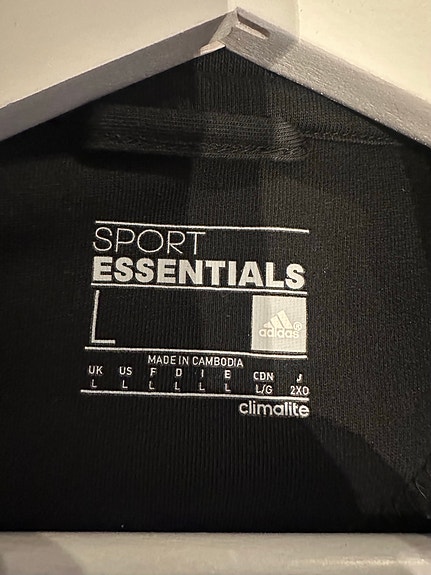 SPORT
ESSENTIALS
L
adidas®
MADE IN CAMBODIA
UK US F D I E CDN J
L L L L L L L/G 2XO
climalite